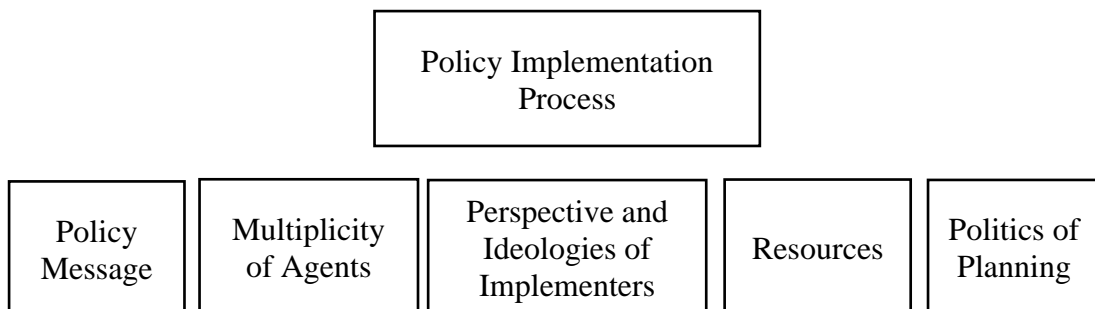 Policy Implementation
Process
Policy
Message
Multiplicity
of Agents
Perspective and
Ideologies of
Implementers
Resources
Politics of
Planning